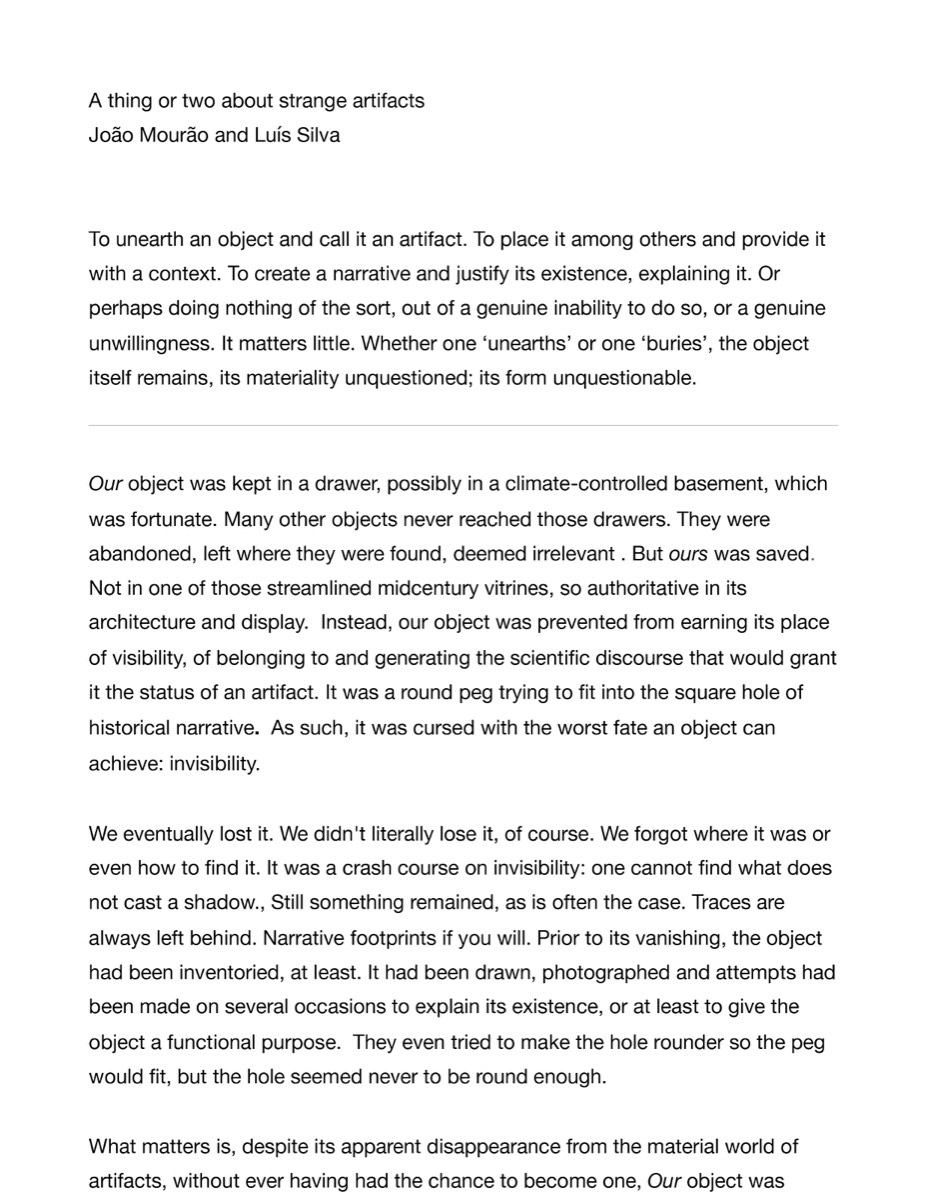 A thing or two about strange artifacts
João Mourão and Luís Silva
To unearth an object and call it an artifact. To place it among others and provide it
with a context. To create a narrative and justify its existence, explaining it. Or
perhaps doing nothing of the sort, out of a genuine inability to do so, or a genuine
unwillingness. It matters little. Whether one ‘unearths’ or one ‘buries’, the object
itself remains, its materiality unquestioned; its form unquestionable.
Our object was kept in a drawer, possibly in a climate-controlled basement, which
was fortunate. Many other objects never reached those drawers. They were
abandoned, left where they were found, deemed irrelevant . But ours was saved.
Not in one of those streamlined midcentury vitrines, so authoritative in its
architecture and display.  Instead, our object was prevented from earning its place
of visibility, of belonging to and generating the scientific discourse that would grant
it the status of an artifact. It was a round peg trying to fit into the square hole of
historical narrative.  As such, it was cursed with the worst fate an object can
achieve: invisibility.
We eventually lost it. We didn't literally lose it, of course. We forgot where it was or
even how to find it. It was a crash course on invisibility: one cannot find what does
not cast a shadow., Still something remained, as is often the case. Traces are
always left behind. Narrative footprints if you will. Prior to its vanishing, the object
had been inventoried, at least. It had been drawn, photographed and attempts had
been made on several occasions to explain its existence, or at least to give the
object a functional purpose.  They even tried to make the hole rounder so the peg
would fit, but the hole seemed never to be round enough.
What matters is, despite its apparent disappearance from the material world of
artifacts, without ever having had the chance to become one, Our object was